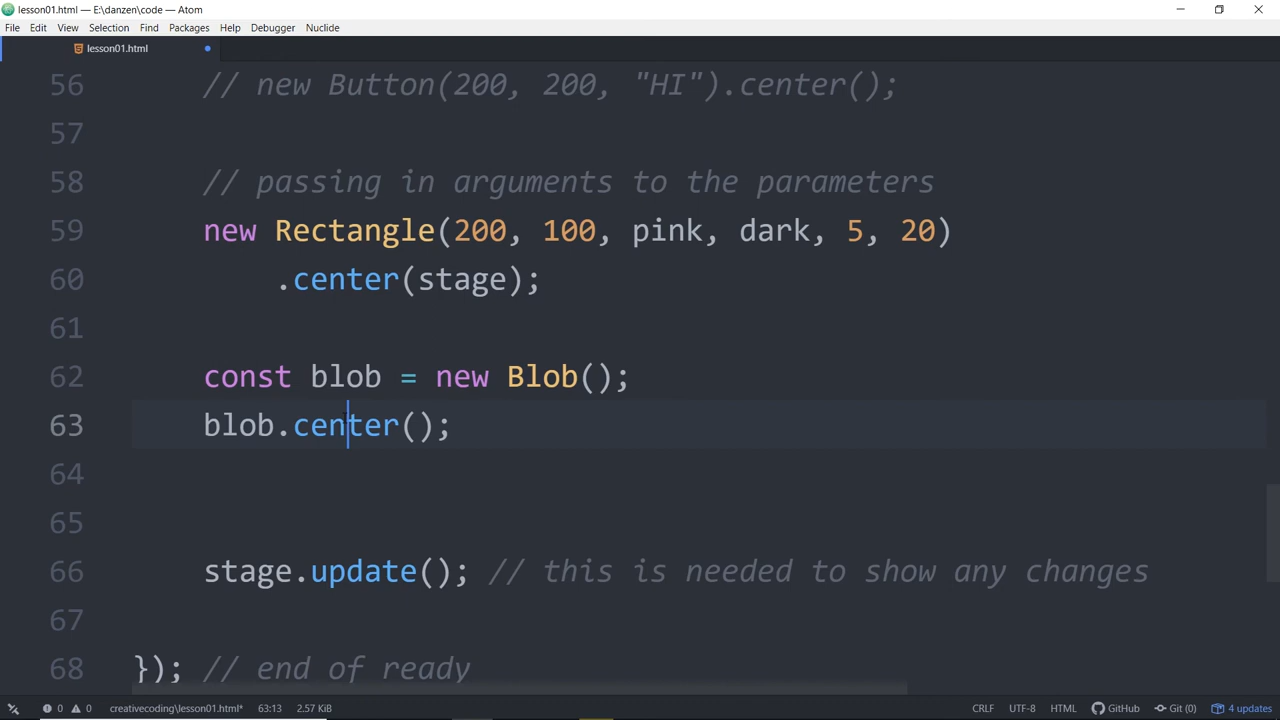 lesson01.html — E:\danzen\code — Atom
File Edit View Selection Find Packages Help Debugger Nuclide
lesson01.html
56 // new Button(200, 200, "HI").center();
57
58 // passing in arguments to the parameters
59 new Rectangle(200, 100, pink, dark, 5, 20)
60 .center(stage);
61
62 const blob = new Blob();
63 blob.center();
64
65
66 stage.update(); // this is needed to show any changes
67
68 }); // end of ready
0 0 creativecoding\lesson01.html* 63:13 2.57 KiB CRLF UTF-8 HTML GitHub Git (0) 4 updates